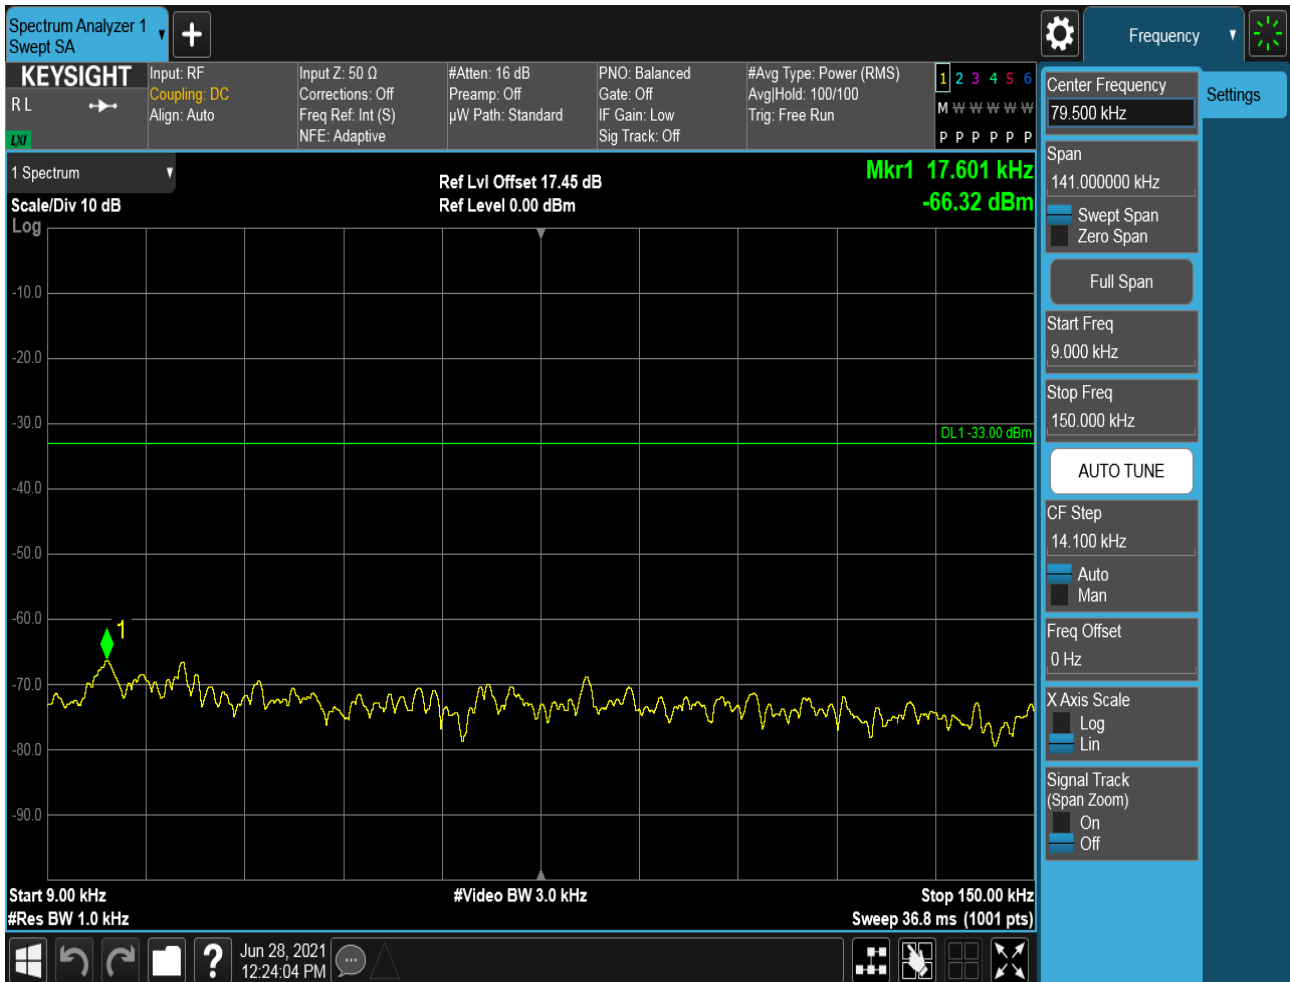 Spectrum Analyzer 1
Swept SA
Frequency
KEYSIGHT
R L
LXI
Input: RF
Coupling: DC
Align: Auto
Input Z: 50 Ω
Corrections: Off
Freq Ref: Int (S)
NFE: Adaptive
#Atten: 16 dB
Preamp: Off
µW Path: Standard
PNO: Balanced
Gate: Off
IF Gain: Low
Sig Track: Off
#Avg Type: Power (RMS)
Avg|Hold: 100/100
Trig: Free Run
1 2 3 4 5 6
M W W W W W
P P P P P P
1 Spectrum
Scale/Div 10 dB
Log
Ref Lvl Offset 17.45 dB
Ref Level 0.00 dBm
Mkr1 17.601 kHz
-66.32 dBm
-10.0
-20.0
-30.0
DL1 -33.00 dBm
-40.0
-50.0
-60.0
1
-70.0
-80.0
-90.0
Start 9.00 kHz
#Video BW 3.0 kHz
Stop 150.00 kHz
#Res BW 1.0 kHz
Sweep 36.8 ms (1001 pts)
Jun 28, 2021
12:24:04 PM
?
Settings
Center Frequency
79.500 kHz
Span
141.000000 kHz
Swept Span
Zero Span
Full Span
Start Freq
9.000 kHz
Stop Freq
150.000 kHz
AUTO TUNE
CF Step
14.100 kHz
Auto
Man
Freq Offset
0 Hz
X Axis Scale
Log
Lin
Signal Track
(Span Zoom)
On
Off